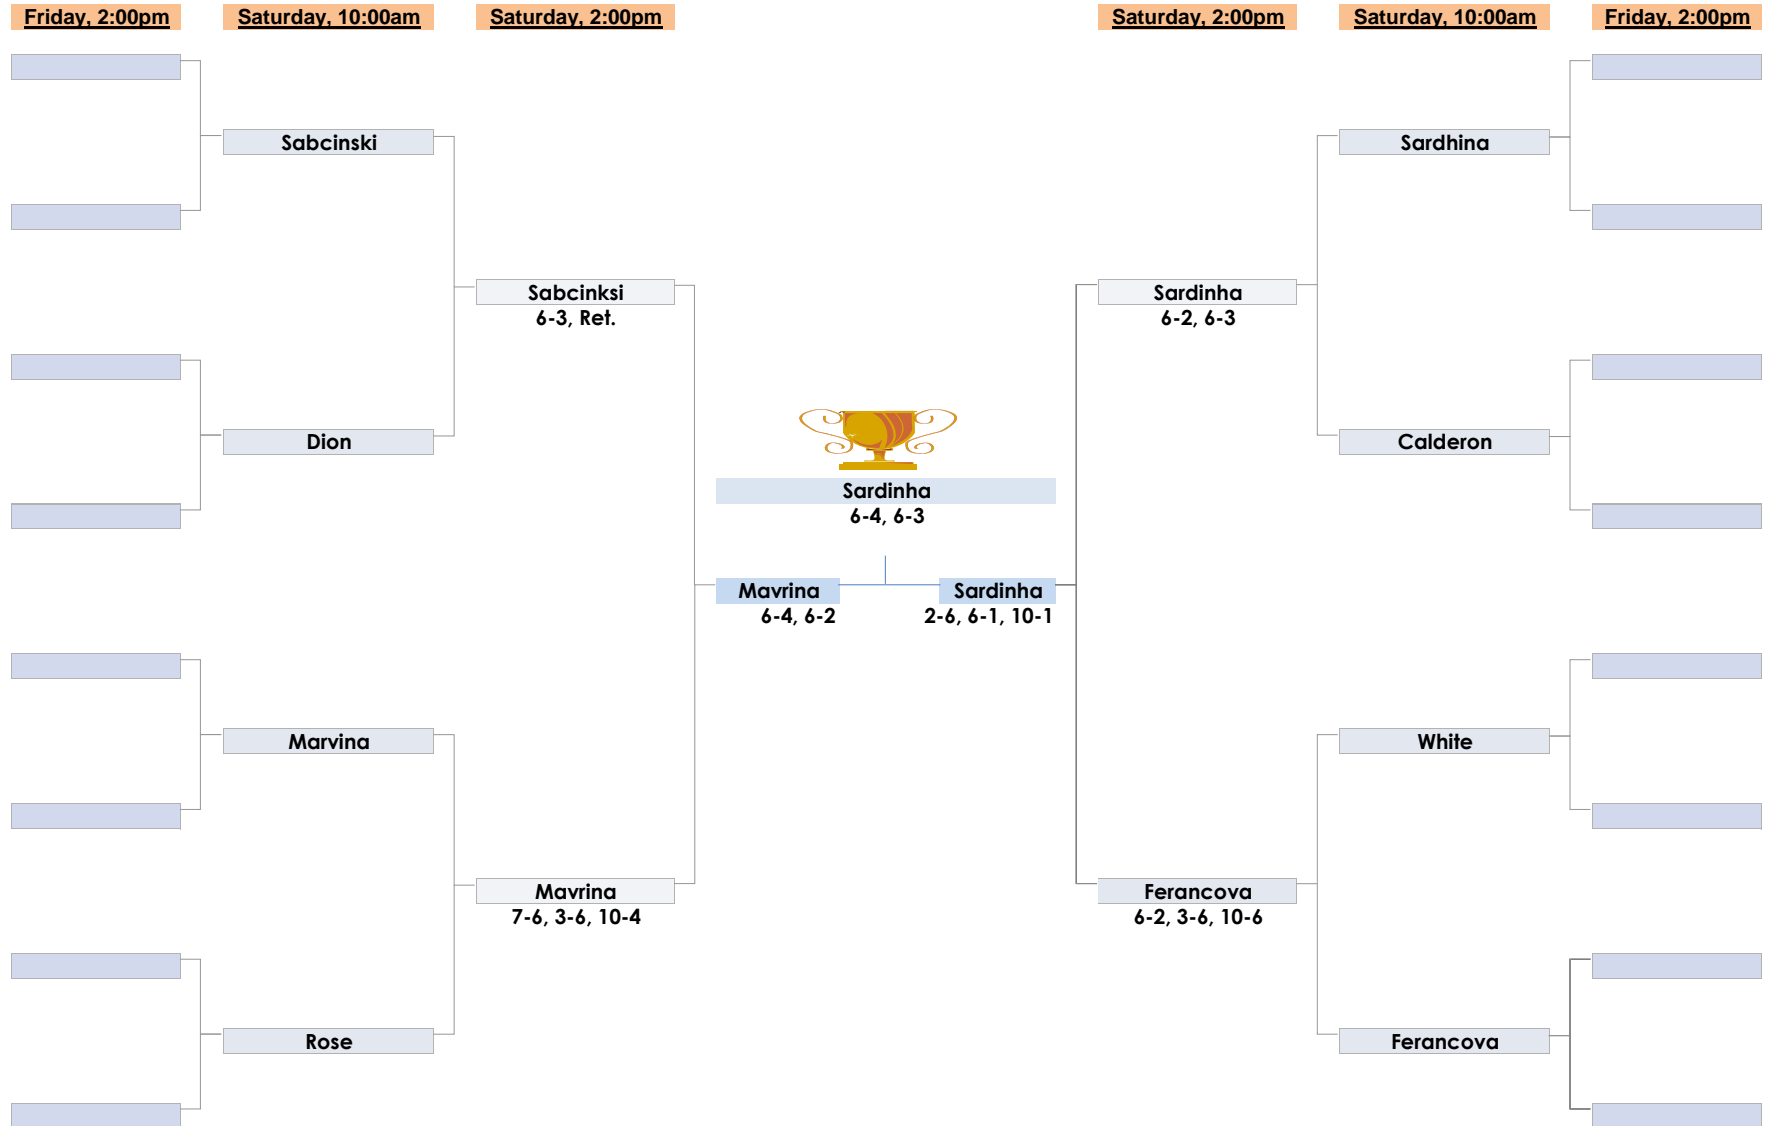 Friday, 2:00pm
Saturday, 10:00am
Saturday, 2:00pm
Saturday, 2:00pm
Saturday, 10:00am
Friday, 2:00pm
Sabcinski
Sardhina
Sabcinksi
6-3, Ret.
Sardinha
6-2, 6-3
Dion
Calderon
Sardinha
6-4, 6-3
Mavrina
6-4, 6-2
Sardinha
2-6, 6-1, 10-1
Marvina
White
Mavrina
7-6, 3-6, 10-4
Ferancova
6-2, 3-6, 10-6
Rose
Ferancova